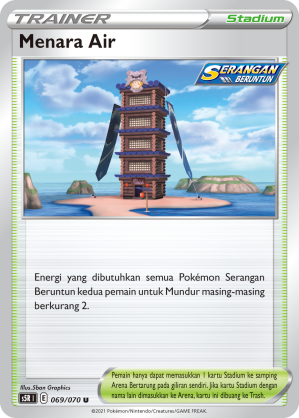 TRAINER Stadium
Menara Air
SERANGAN
BERUNTUN
Energi yang dibutuhkan semua Pokémon Serangan
Beruntun kedua pemain untuk Mundur masing-masing
berkurang 2.
Illus.5ban Graphics
s5R I E 069/070 U
Pemain hanya dapat memasukkan 1 kartu Stadium ke samping
Arena Bertarung pada giliran sendiri. Jika kartu Stadium dengan
nama lain dimasukkan ke Arena, kartu ini dibuang ke Trash.
©2021 Pokémon/Nintendo/Creatures/GAME FREAK.